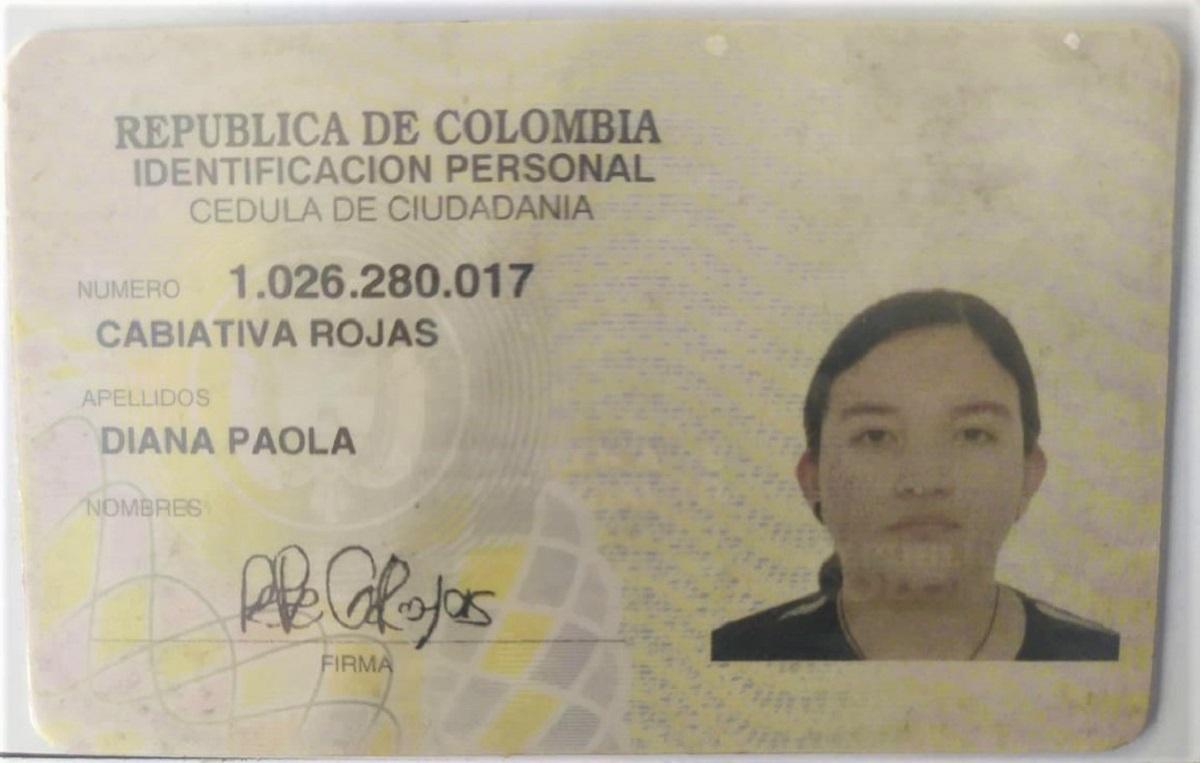 REPUBLICA DE COLOMBIA
IDENTIFICACION PERSONAL
CEDULA DE CIUDADANIA
NUMERO 1.026.280.017
CABIATIVA ROJAS
APELLIDOS
DIANA PAOLA
NOMBRES
FIRMA